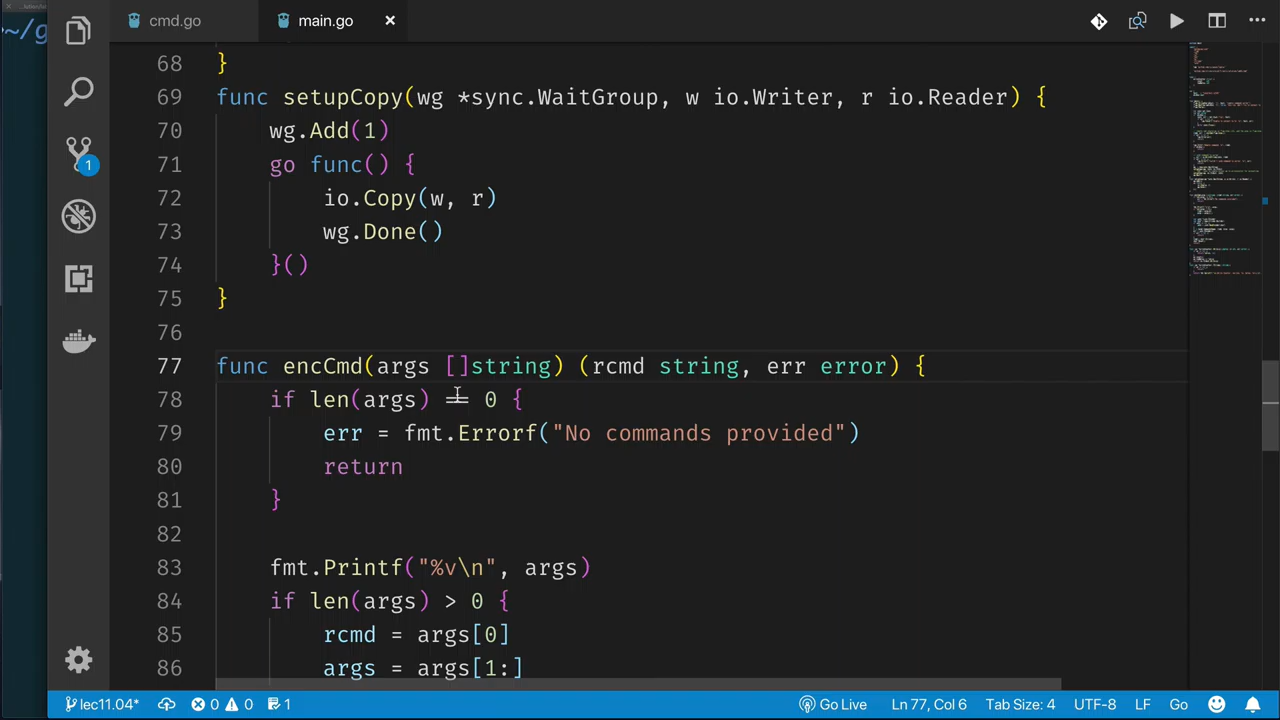 ~/g
cmd.go
main.go
68 }
69 func setupCopy(wg *sync.WaitGroup, w io.Writer, r io.Reader) {
70 wg.Add(1)
71 go func() {
72 io.Copy(w, r)
73 wg.Done()
74 }()
75 }
76
77 func encCmd(args []string) (rcmd string, err error) {
78 if len(args) == 0 {
79 err = fmt.Errorf("No commands provided")
80 return
81 }
82
83 fmt.Printf("%v\n", args)
84 if len(args) > 0 {
85 rcmd = args[0]
86 args = args[1:]
1
lec11.04* 0 0 1 Go Live Ln 77, Col 6 Tab Size: 4 UTF-8 LF Go